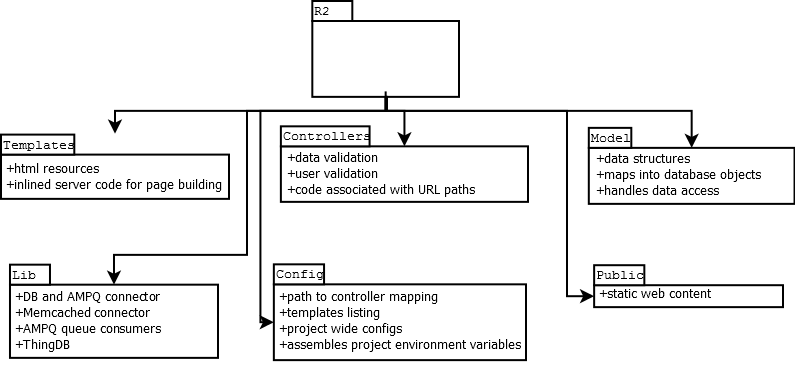 R2
Templates
+html resources
+inlined server code for page building
Controllers
+data validation
+user validation
+code associated with URL paths
Model
+data structures
+maps into database objects
+handles data access
Lib
+DB and AMPQ connector
+Memcached connector
+AMPQ queue consumers
+ThingDB
Config
+path to controller mapping
+templates listing
+project wide configs
+assembles project environment variables
Public
+static web content